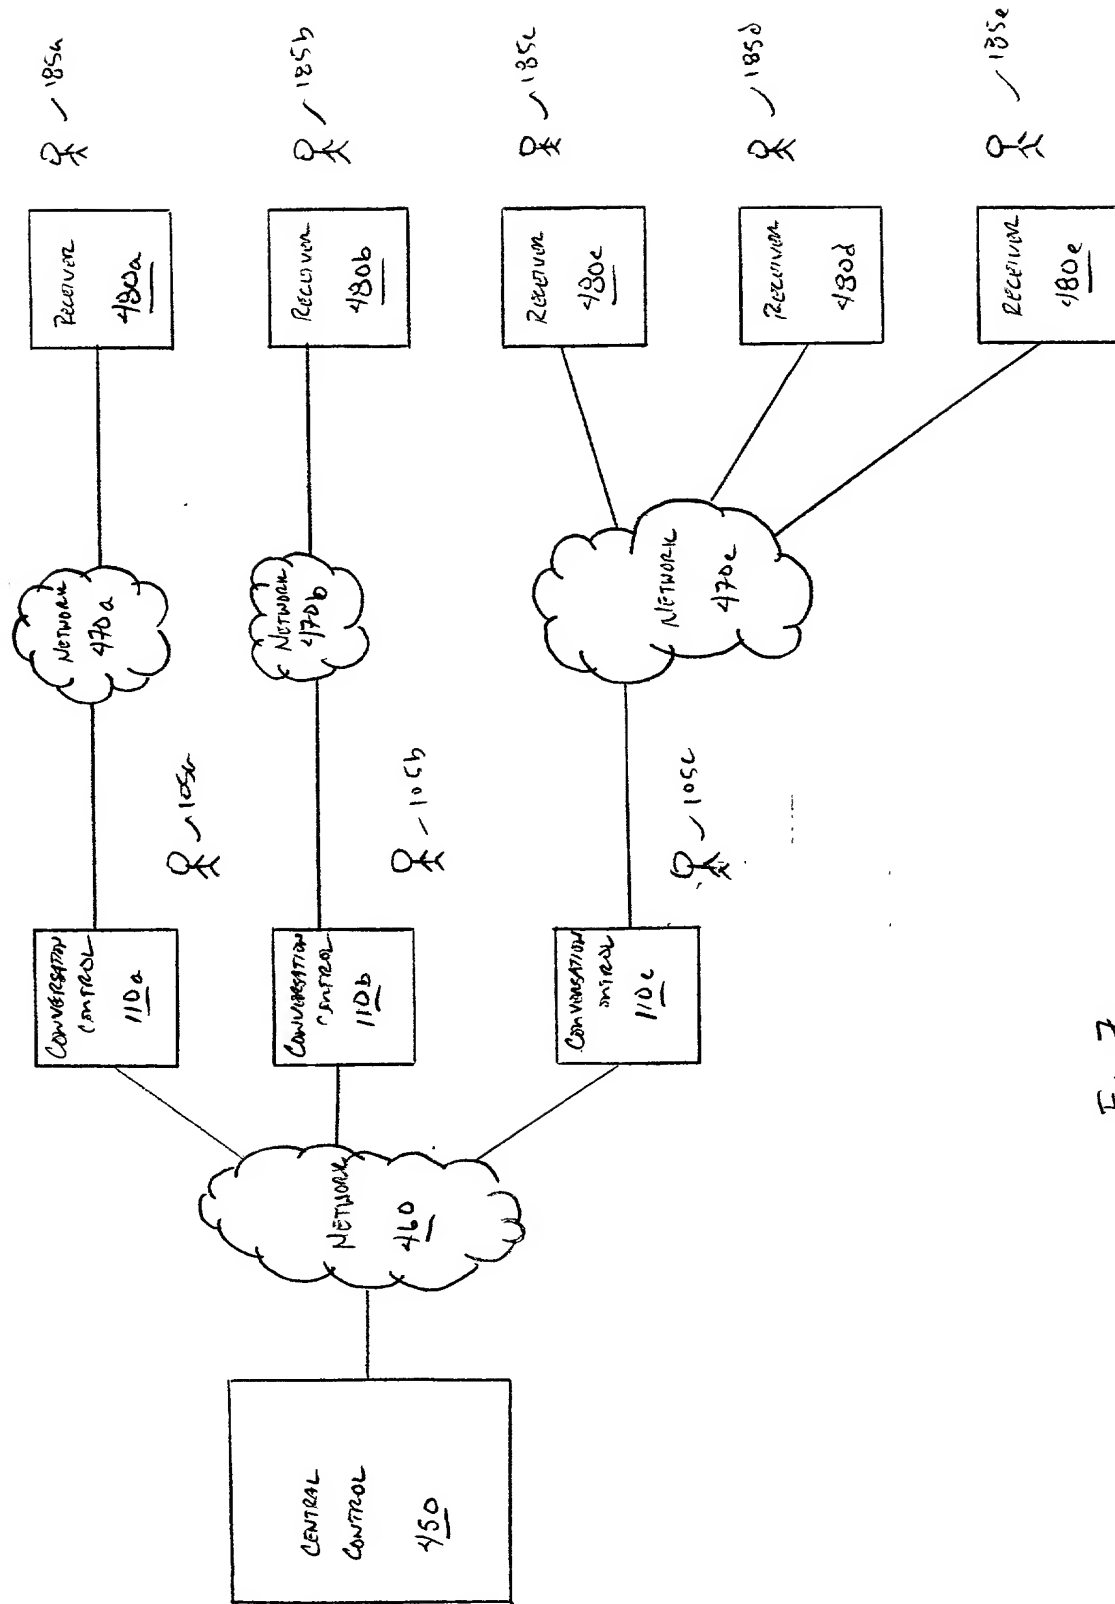 CENTRAL
CONTROL
450
NETWORK
460
CONVERSATION
CONTROL
110a
105a
NETWORK
470a
RECEIVER
480a
185a
CONVERSATION
CONTROL
110b
105b
NETWORK
470b
RECEIVER
480b
185b
CONVERSATION
ONTROL
110c
105c
NETWORK
470c
RECEIVER
480c
185c
RECEIVER
480d
185d
RECEIVER
480e
185e